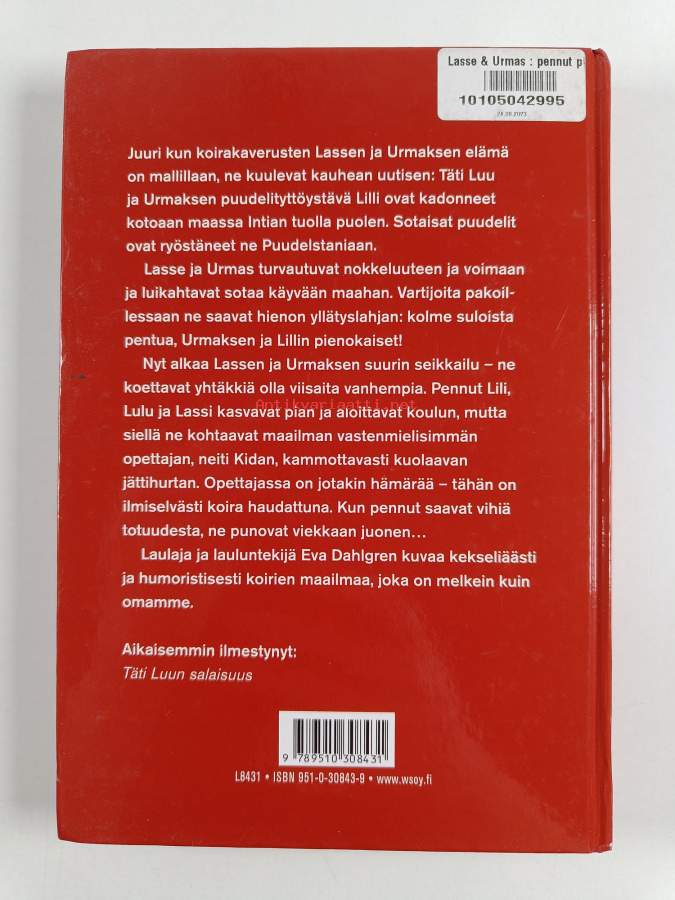 Lasse & Urmas : pennut p
10105042995
Juuri kun koirakaverusten Lassen ja Urmaksen elämä
on mallillaan, ne kuulevat kauhean uutisen: Täti Luu
ja Urmaksen puudelityttöystävä Lilli ovat kadonneet
kotoaan maassa Intian tuolla puolen. Sotaisat puudelit
ovat ryöstäneet ne Puudelstaniaan.
Lasse ja Urmas turvautuvat nokkeluuteen ja voimaan
ja luikahtavat sotaa käyvään maahan. Vartijoita pakoil-
lessaan ne saavat hienon yllätyslahjan: kolme suloista
pentua, Urmaksen ja Lillin pienokaiset!
Nyt alkaa Lassen ja Urmaksen suurin seikkailu – ne
koettavat yhtäkkiä olla viisaita vanhempia. Pennut Lili,
Antikvariaatti.net
Lulu ja Lassi kasvavat pian ja aloittavat koulun, mutta
siellä ne kohtaavat maailman vastenmielisimmän
opettajan, neiti Kidan, kammottavasti kuolaavan
jättihurtan. Opettajassa on jotakin hämärää – tähän on
ilmiselvästi koira haudattuna. Kun pennut saavat vihiä
totuudesta, ne punovat viekkaan juonen...
Laulaja ja lauluntekijä Eva Dahlgren kuvaa kekseliäästi
ja humoristisesti koirien maailmaa, joka on melkein kuin
omamme.
Aikaisemmin ilmestynyt:
Täti Luun salaisuus
9 789510 308431
L8431 • ISBN 951-0-30843-9 • www.wsoy.fi